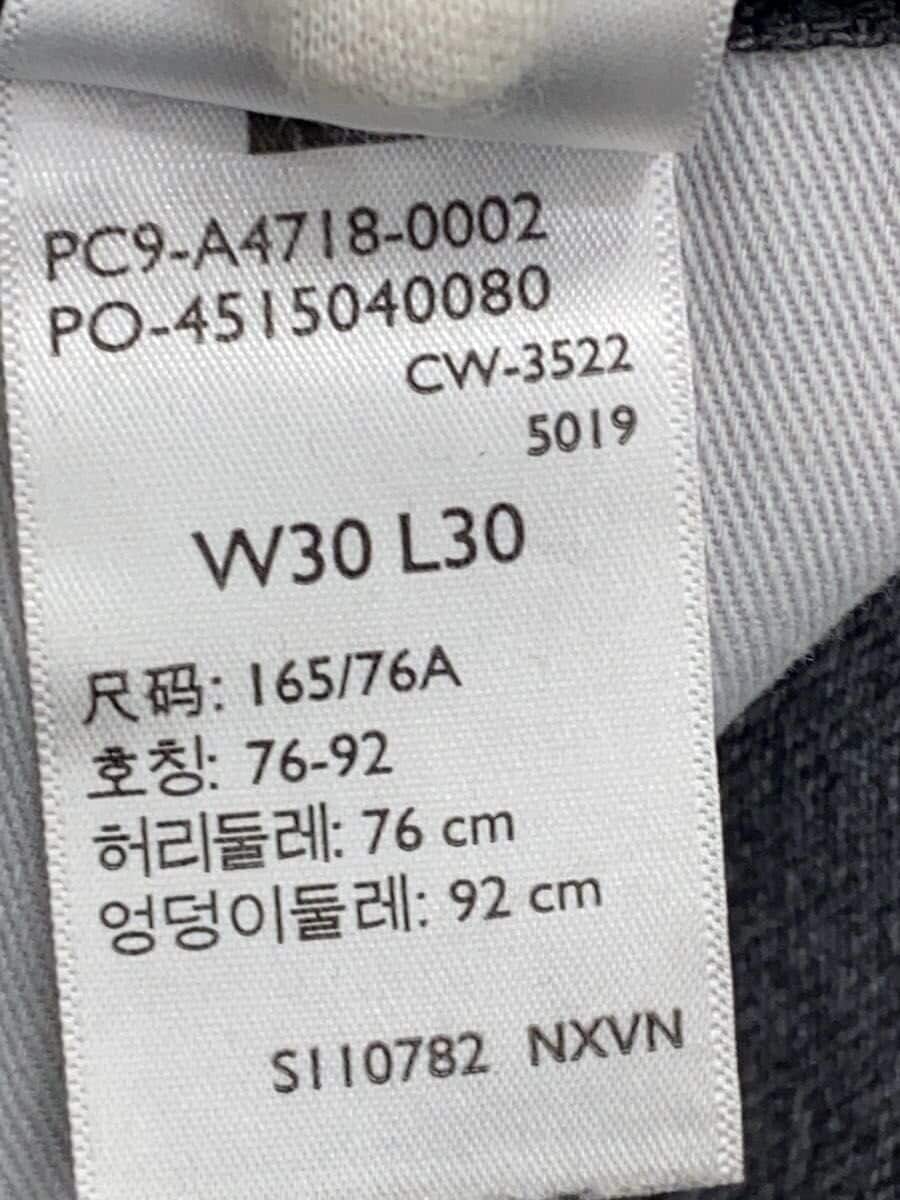 PC9-A4718-0002
PO-4515040080
CW-3522
5019
W30 L30
尺码: 165/76A
호칭: 76-92
허리둘레: 76 cm
엉덩이둘레: 92 cm
S110782 NXVN